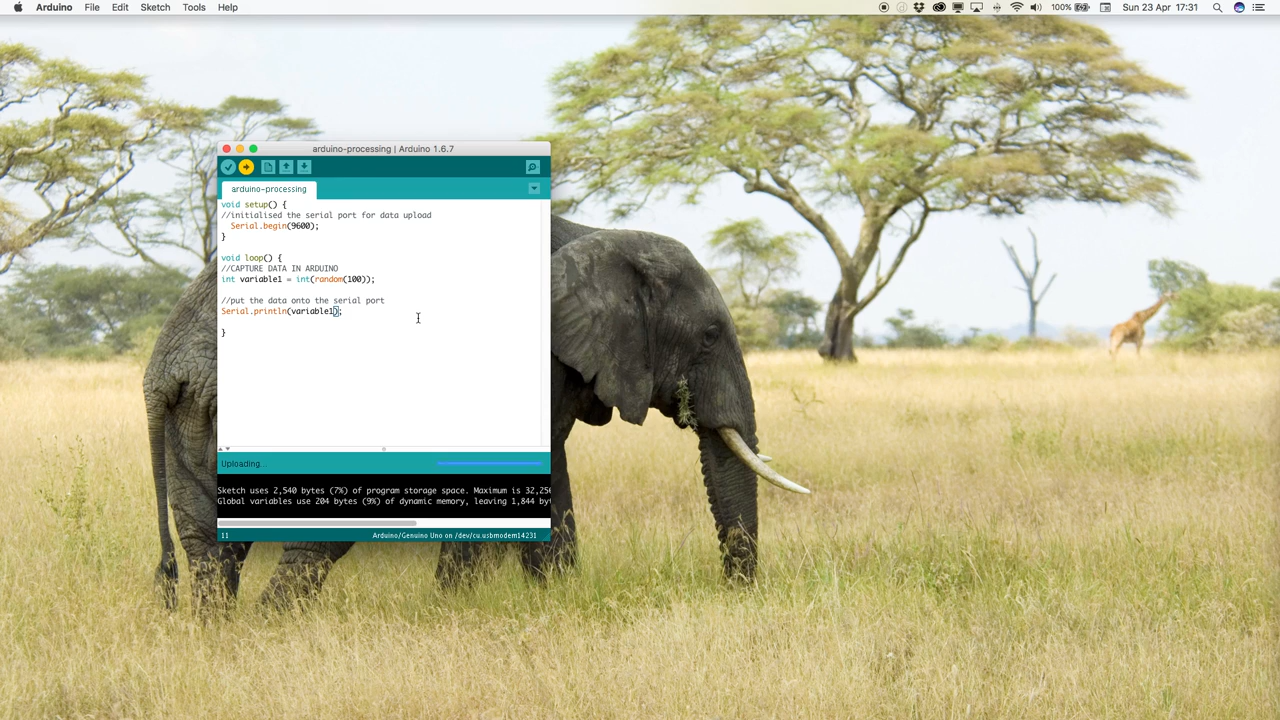 Arduino File Edit Sketch Tools Help 100% Sun 23 Apr 17:31
arduino-processing | Arduino 1.6.7
arduino-processing
void setup() {
//initialised the serial port for data upload
Serial.begin(9600);
}
void loop() {
//CAPTURE DATA IN ARDUINO
int variable1 = int(random(100));
//put the data onto the serial port
Serial.println(variable1);
}
Uploading...
Sketch uses 2,540 bytes (7%) of program storage space. Maximum is 32,256
Global variables use 204 bytes (9%) of dynamic memory, leaving 1,844 byt
11 Arduino/Genuino Uno on /dev/cu.usbmodem14231